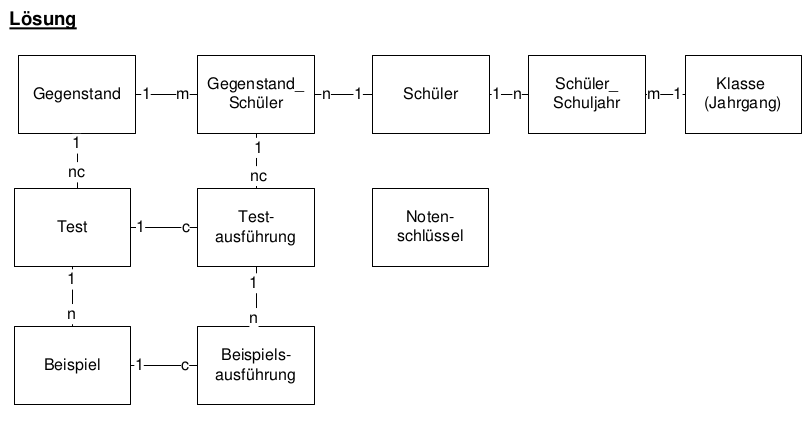 Lösung
Gegenstand
1
m
Gegenstand_
Schüler
n
1
Schüler
1
n
Schüler_
Schuljahr
m
1
Klasse
(Jahrgang)
1
nc
1
nc
Test
1
c
Test-
ausführung
Noten-
schlüssel
1
n
1
n
Beispiel
1
c
Beispiels-
ausführung